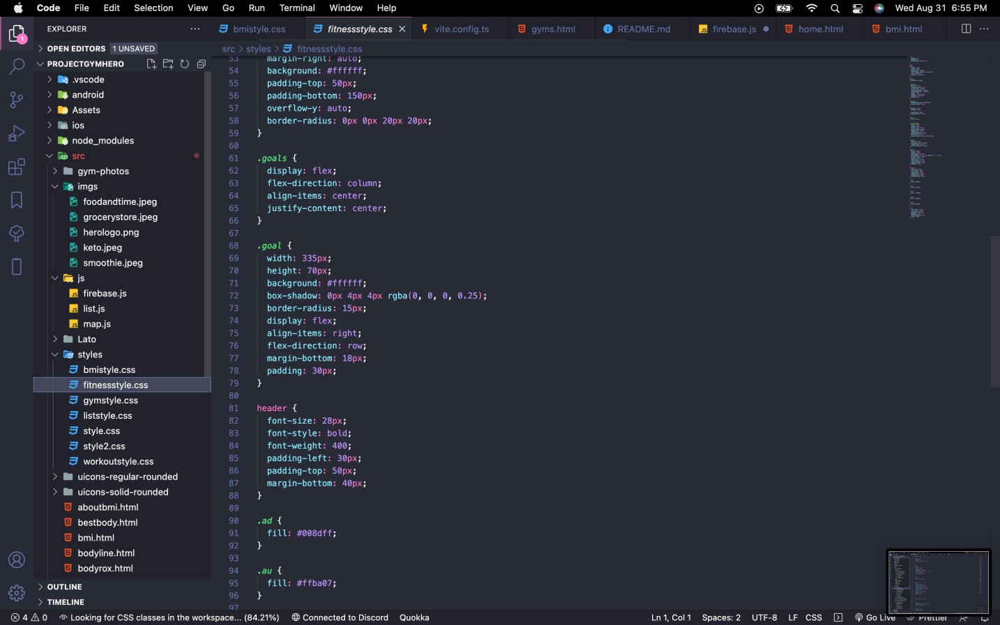 Code File Edit Selection View Go Run Terminal Window Help Wed Aug 31 6:55 PM
EXPLORER
bmistyle.css fitnessstyle.css vite.config.ts gyms.html README.md firebase.js home.html bmi.html
OPEN EDITORS 1 UNSAVED
src > styles > fitnessstyle.css
1
PROJECTGYMHERO
.vscode
android
Assets
ios
node_modules
src
gym-photos
imgs
foodandtime.jpeg
grocerystore.jpeg
herologo.png
keto.jpeg
smoothie.jpeg
js
firebase.js
list.js
map.js
Lato
styles
bmistyle.css
fitnessstyle.css
gymstyle.css
liststyle.css
style.css
style2.css
workoutstyle.css
uicons-regular-rounded
uicons-solid-rounded
aboutbmi.html
bestbody.html
bmi.html
bodyline.html
bodyrox.html
OUTLINE
TIMELINE
53 margin-right: auto;
54 background: #ffffff;
55 padding-top: 50px;
56 padding-bottom: 150px;
57 overflow-y: auto;
58 border-radius: 0px 0px 20px 20px;
59 }
60
61 .goals {
62 display: flex;
63 flex-direction: column;
64 align-items: center;
65 justify-content: center;
66 }
67
68 .goal {
69 width: 335px;
70 height: 70px;
71 background: #ffffff;
72 box-shadow: 0px 4px 4px rgba(0, 0, 0, 0.25);
73 border-radius: 15px;
74 display: flex;
75 align-items: right;
76 flex-direction: row;
77 margin-bottom: 18px;
78 padding: 30px;
79 }
80
81 header {
82 font-size: 28px;
83 font-style: bold;
84 font-weight: 400;
85 padding-left: 30px;
86 padding-top: 50px;
87 margin-bottom: 40px;
88 }
89
90 .ad {
91 fill: #008dff;
92 }
93
94 .au {
95 fill: #ffba07;
96 }
97
4 0 Looking for CSS classes in the workspace... (84.21%) Connected to Discord Quokka Ln 1, Col 1 Spaces: 2 UTF-8 LF CSS Go Live Prettier